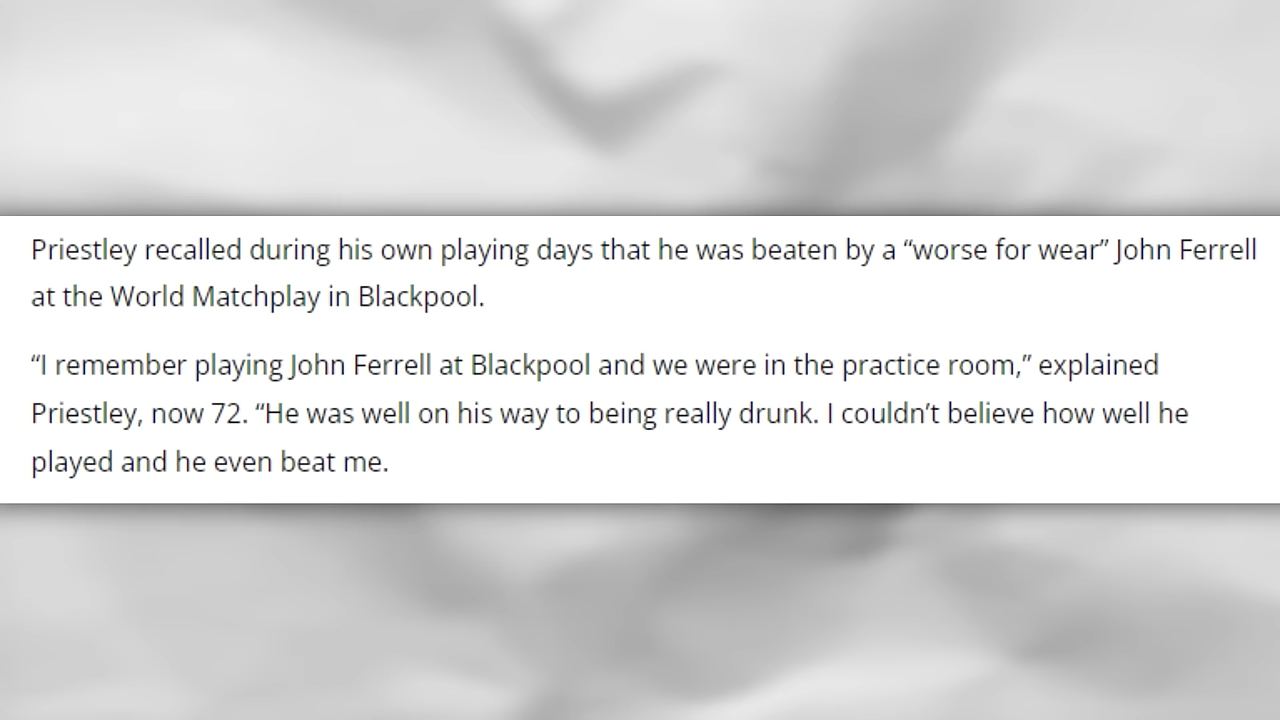 Priestley recalled during his own playing days that he was beaten by a “worse for wear” John Ferrell
at the World Matchplay in Blackpool.
“I remember playing John Ferrell at Blackpool and we were in the practice room,” explained
Priestley, now 72. “He was well on his way to being really drunk. I couldn’t believe how well he
played and he even beat me.